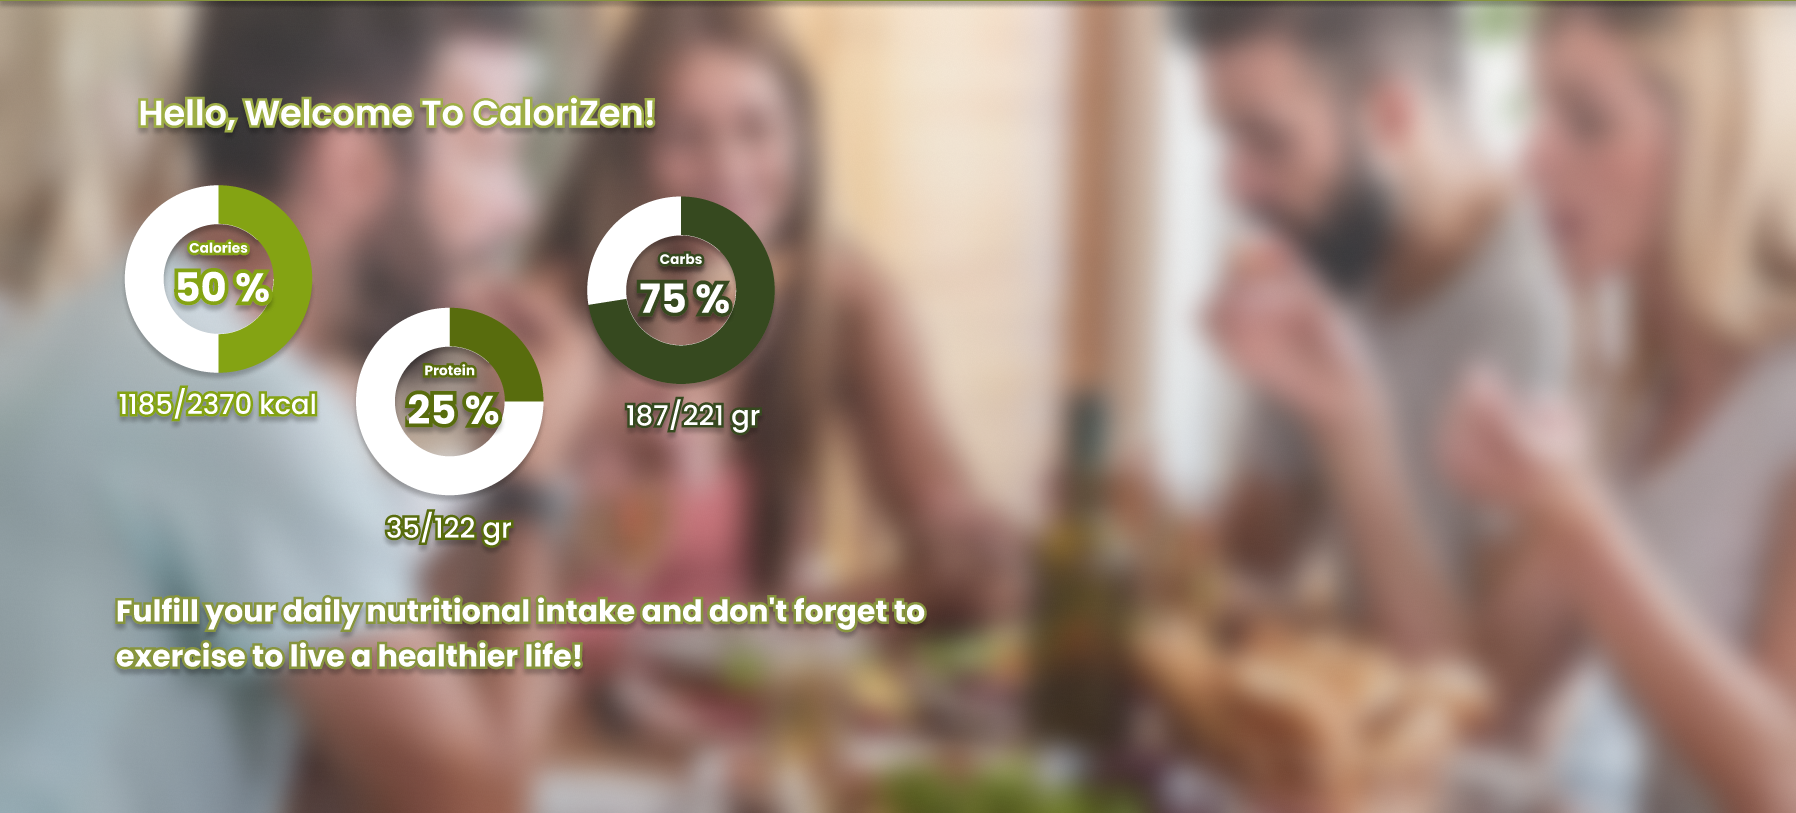 Hello, Welcome To CaloriZen!
Calories
50 %
1185/2370 kcal
Protein
25 %
35/122 gr
Carbs
75 %
187/221 gr
Fulfill your daily nutritional intake and don't forget to
exercise to live a healthier life!